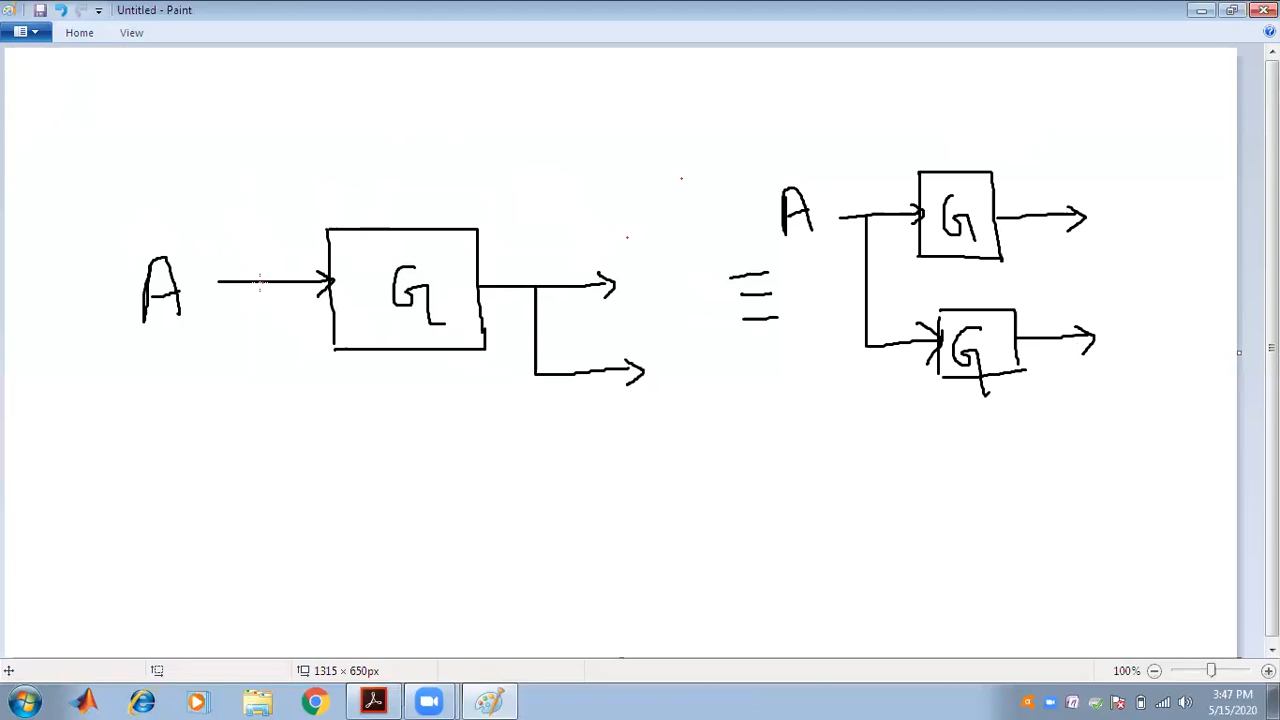 Untitled - Paint
Home View
A G ≡ A G
G
1315 × 650px
100%
3:47 PM
5/15/2020